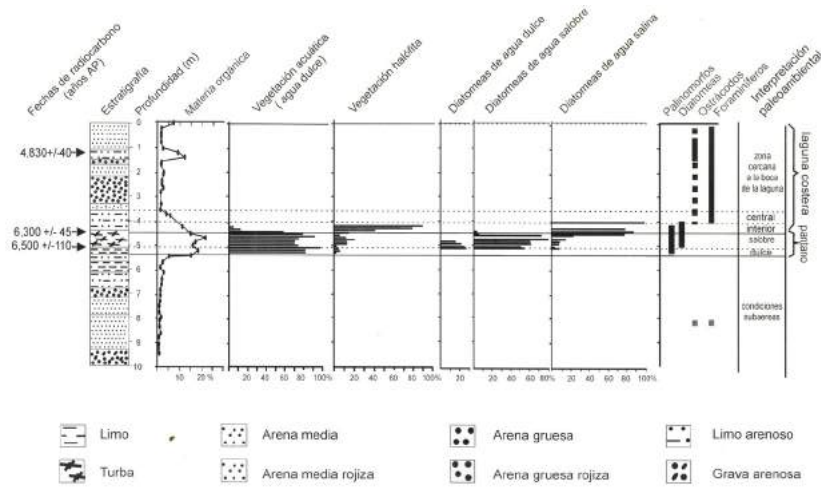 Fechas de radiocarbono
(años AP)
Estratigrafía
Profundidad (m)
Materia orgánica
Vegetación acuática
( agua dulce)
Vegetación halófita
Diatomeas de agua dulce
Diatomeas de agua salobre
Diatomeas de agua salina
Palinomorfos
Diatomeas
Ostrácodos
Foraminíferos
Interpretación
paleoambiental
0
1
2
3
4
5
6
7
8
9
10
4,830+/-40
6,300 +/- 45
6,500 +/-110
10 20 %
20 40 60 80 100%
20 40 60 80 100%
20
20 40 60 80
20 40 60 80 100%
zona
cercana
a la boca
de la laguna
central
interior
salobre
dulce
condiciones
subaereas
laguna costera
pantano
Limo
Arena media
Arena gruesa
Limo arenoso
Turba
Arena media rojiza
Arena gruesa rojiza
Grava arenosa